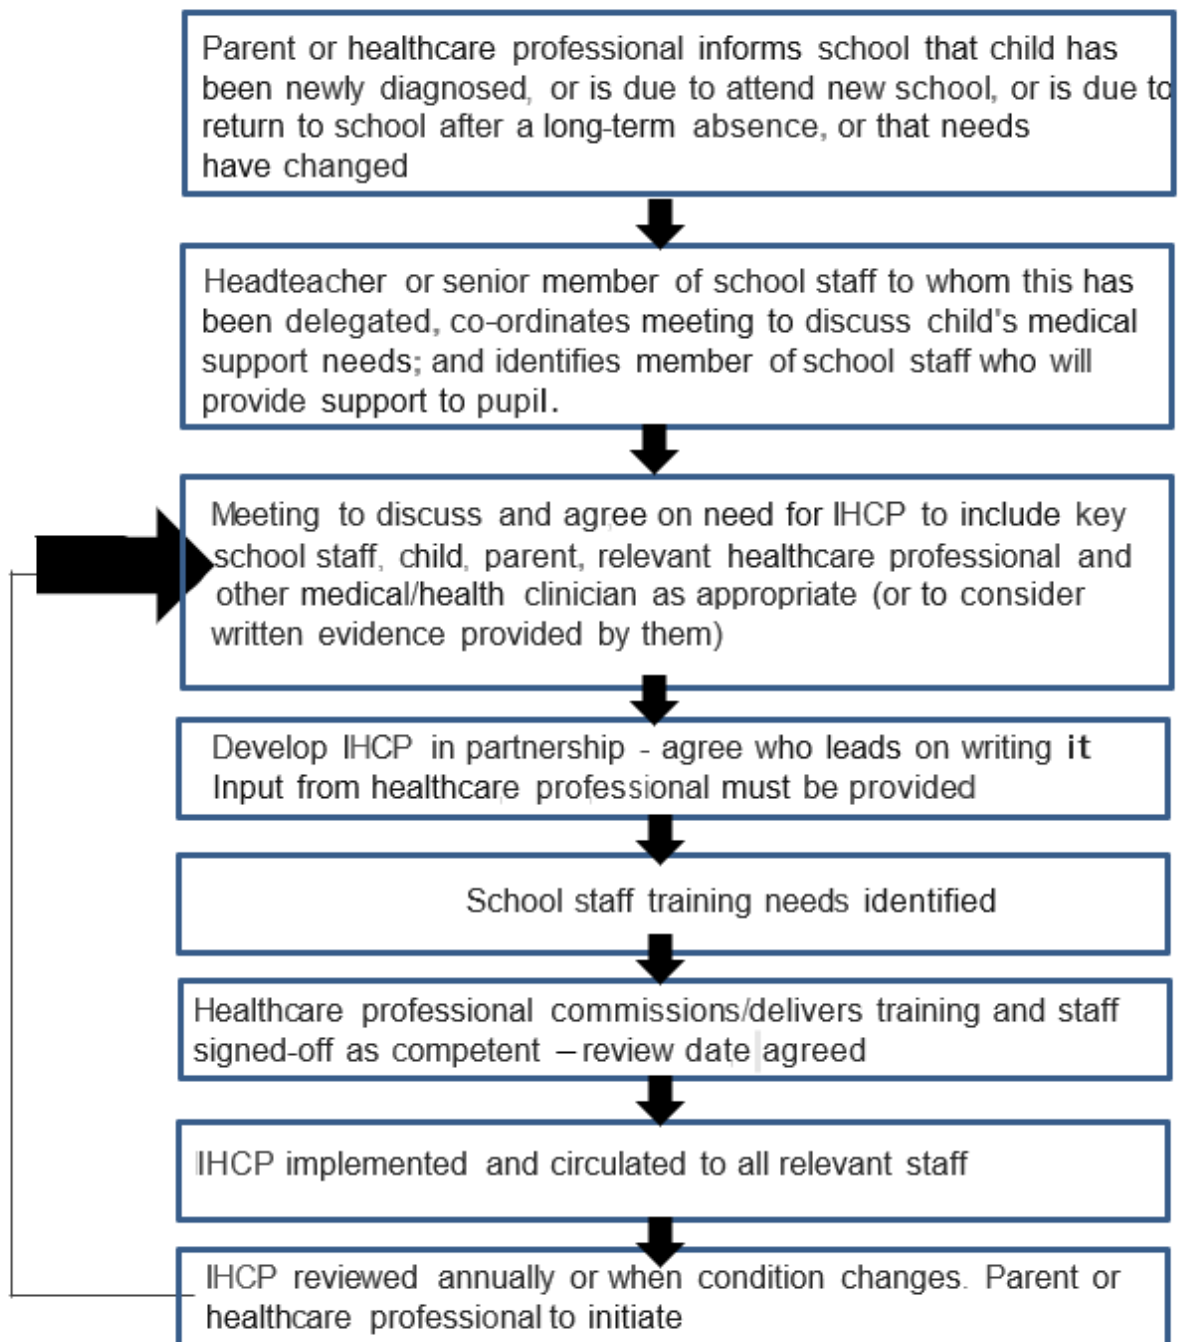 Parent or healthcare professional informs school that child has
been newly diagnosed, or is due to attend new school, or is due to
return to school after a long-term absence, or that needs
have changed
Headteacher or senior member of school staff to whom this has
been delegated, co-ordinates meeting to discuss child's medical
support needs; and identifies member of school staff who will
provide support to pupil.
Meeting to discuss and agree on need for IHCP to include key
school staff, child, parent, relevant healthcare professional and
other medical/health clinician as appropriate (or to consider
written evidence provided by them)
Develop IHCP in partnership - agree who leads on writing it
Input from healthcare professional must be provided
School staff training needs identified
Healthcare professional commissions/delivers training and staff
signed-off as competent – review date agreed
IHCP implemented and circulated to all relevant staff
IHCP reviewed annually or when condition changes. Parent or
healthcare professional to initiate